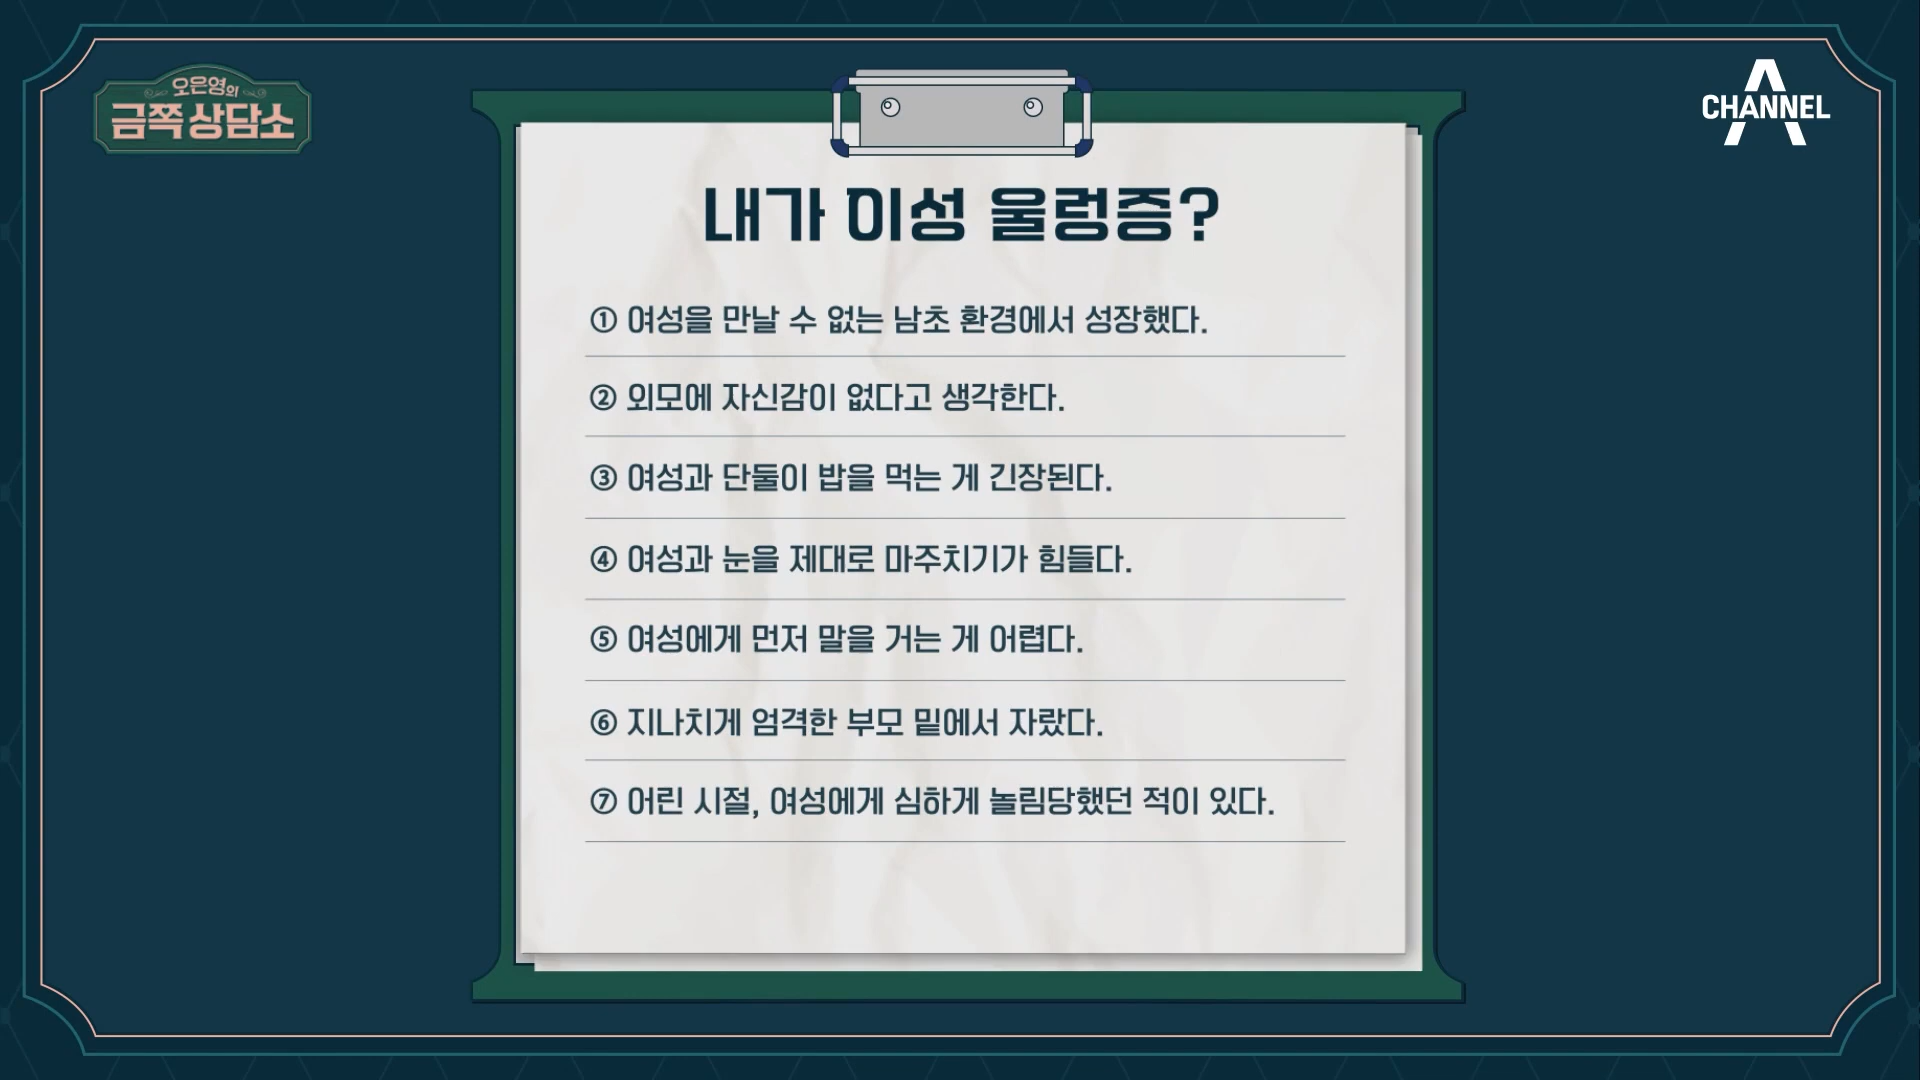 오은영의
금쪽 상담소
CHANNEL A
내가 이성 울렁증?
① 여성을 만날 수 없는 남초 환경에서 성장했다.
② 외모에 자신감이 없다고 생각한다.
③ 여성과 단둘이 밥을 먹는 게 긴장된다.
④ 여성과 눈을 제대로 마주치기가 힘들다.
⑤ 여성에게 먼저 말을 거는 게 어렵다.
⑥ 지나치게 엄격한 부모 밑에서 자랐다.
⑦ 어린 시절, 여성에게 심하게 놀림당했던 적이 있다.